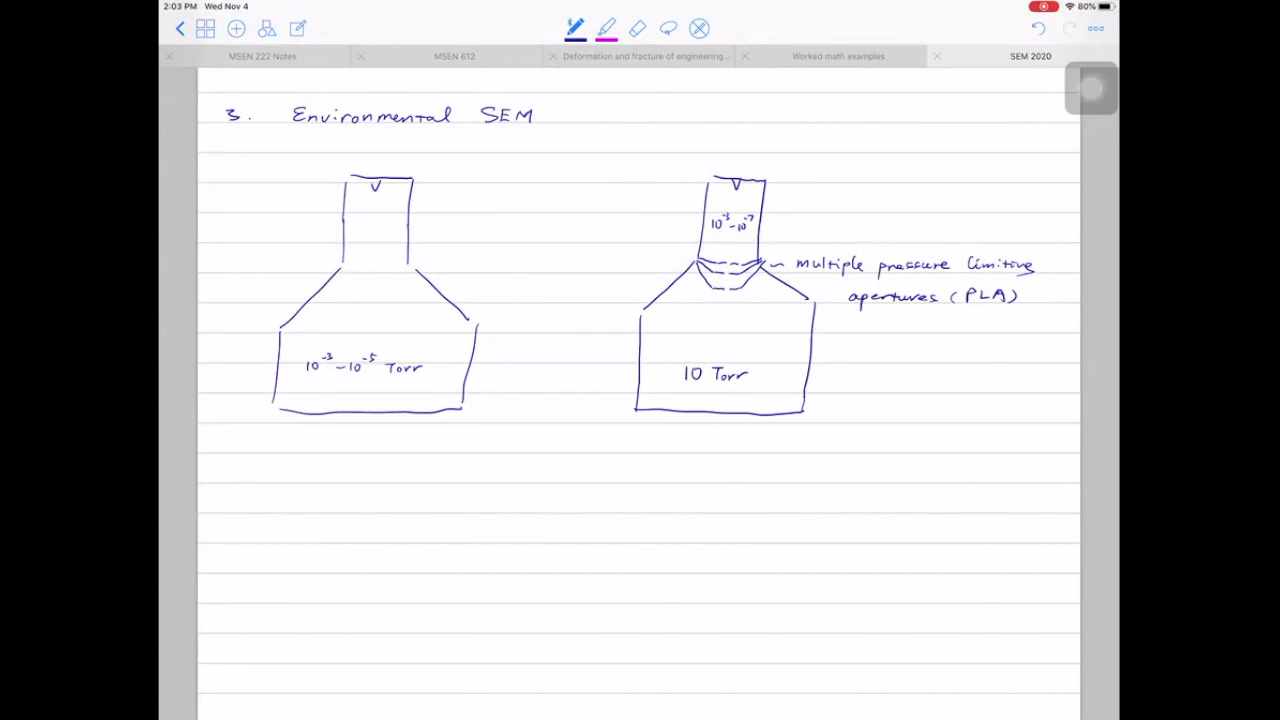 2:03 PM Wed Nov 4
80%
MSEN 222 Notes
MSEN 612
Deformation and fracture of engineering...
Worked math examples
SEM 2020
3. Environmental SEM
10⁻³ – 10⁻⁷
multiple pressure limiting
apertures (PLA)
10⁻³ – 10⁻⁵ Torr
10 Torr